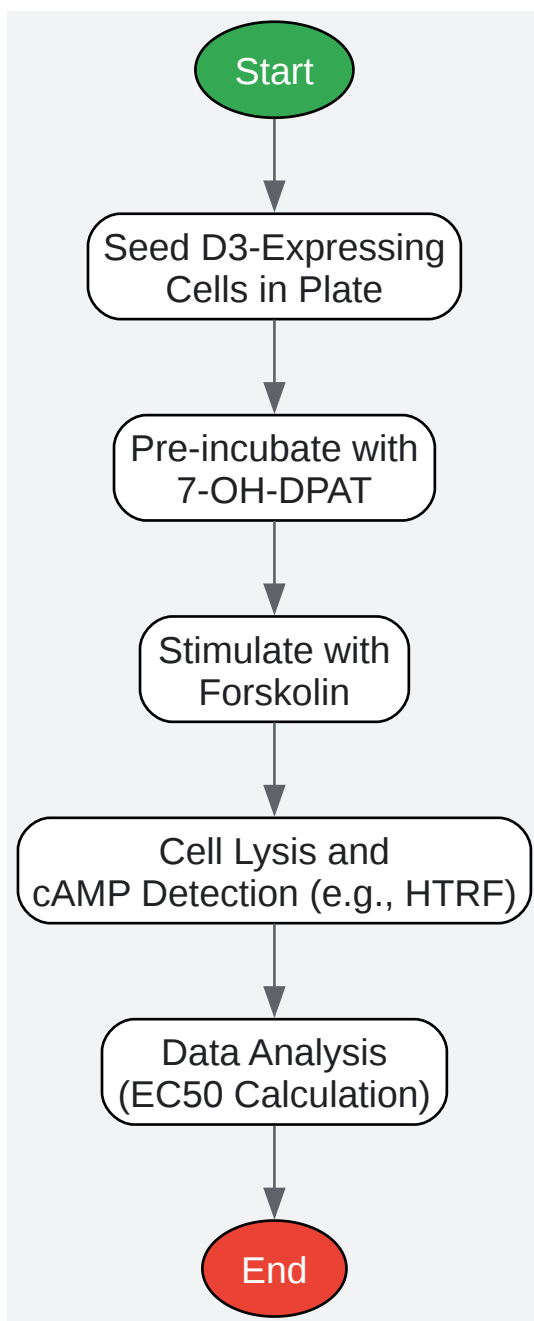 Start
Seed D3-Expressing
Cells in Plate
Pre-incubate with
7-OH-DPAT
Stimulate with
Forskolin
Cell Lysis and
cAMP Detection (e.g., HTRF)
Data Analysis
(EC50 Calculation)
End